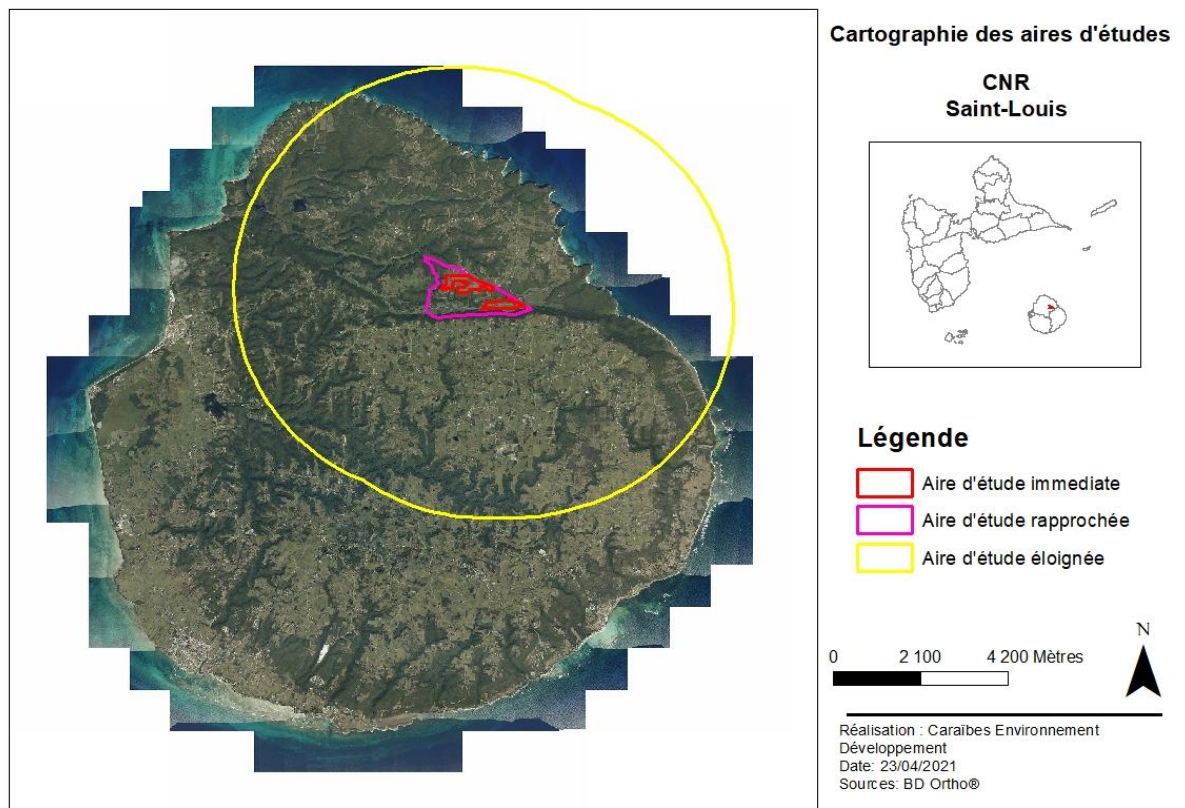 Cartographie des aires d'études
CNR
Saint-Louis
Légende
Aire d'étude immediate
Aire d'étude rapprochée
Aire d'étude éloignée
0 2 100 4 200 Mètres
N
Réalisation : Caraïbes Environnement
Développement
Date: 23/04/2021
Sources: BD Ortho®